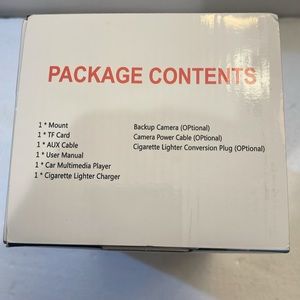 PACKAGE CONTENTS
1 * Mount
1 * TF Card
1 * AUX Cable
1 * User Manual
1 * Car Multimedia Player
1 * Cigarette Lighter Charger
Backup Camera (OPtional)
Camera Power Cable (OPtional)
Cigarette Lighter Conversion Plug (OPtional)